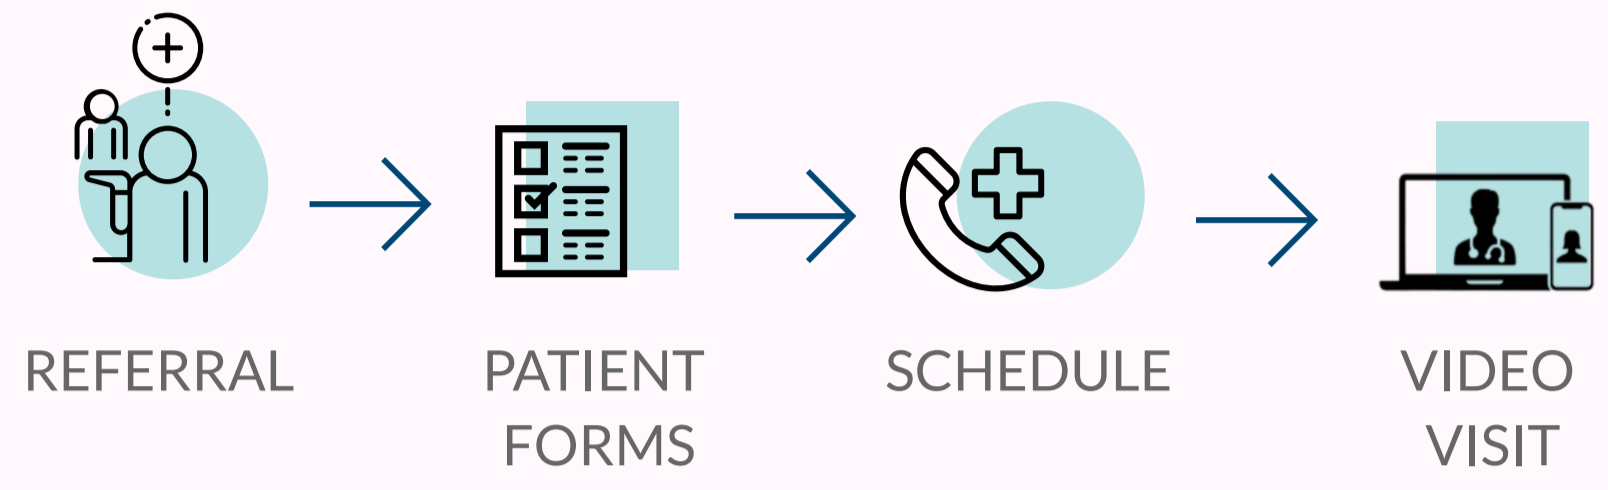 REFERRAL
PATIENT
FORMS
SCHEDULE
VIDEO
VISIT